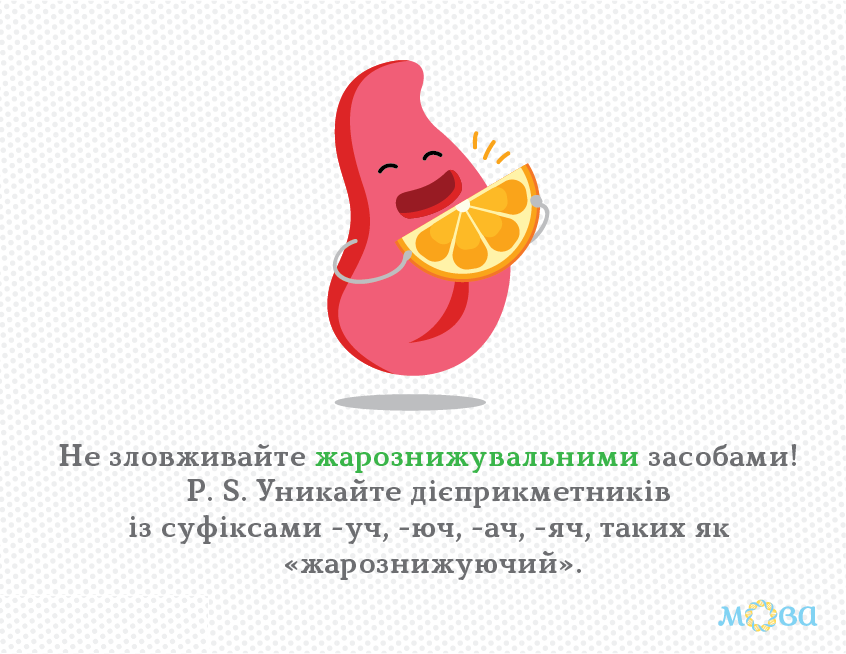 Не зловживайте жарознижувальними засобами!
P. S. Уникайте дієприкметників
із суфіксами -уч, -юч, -ач, -яч, таких як
«жарознижуючий».
мова